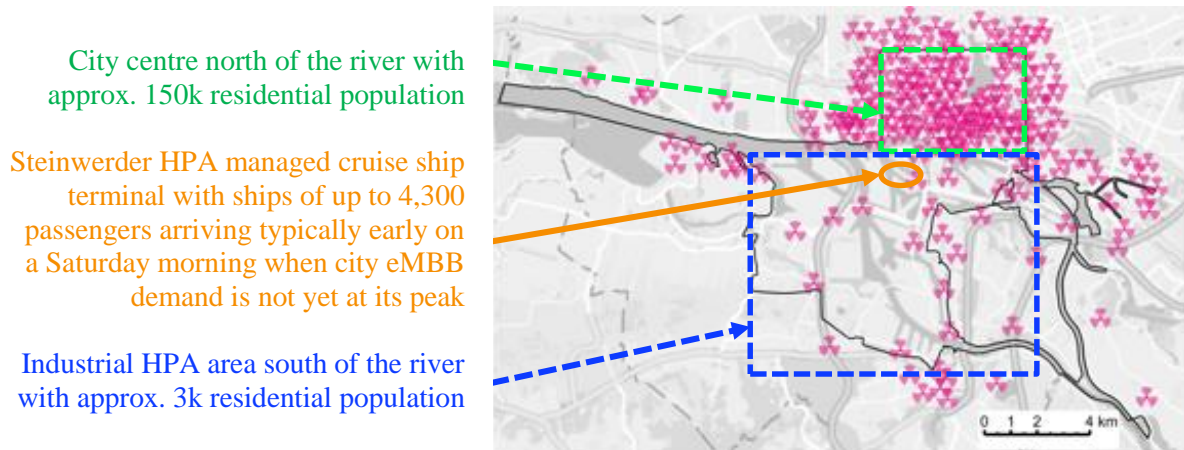 City centre north of the river with
approx. 150k residential population
Steinwerder HPA managed cruise ship
terminal with ships of up to 4,300
passengers arriving typically early on
a Saturday morning when city eMBB
demand is not yet at its peak
Industrial HPA area south of the river
with approx. 3k residential population
0 1 2 4 km